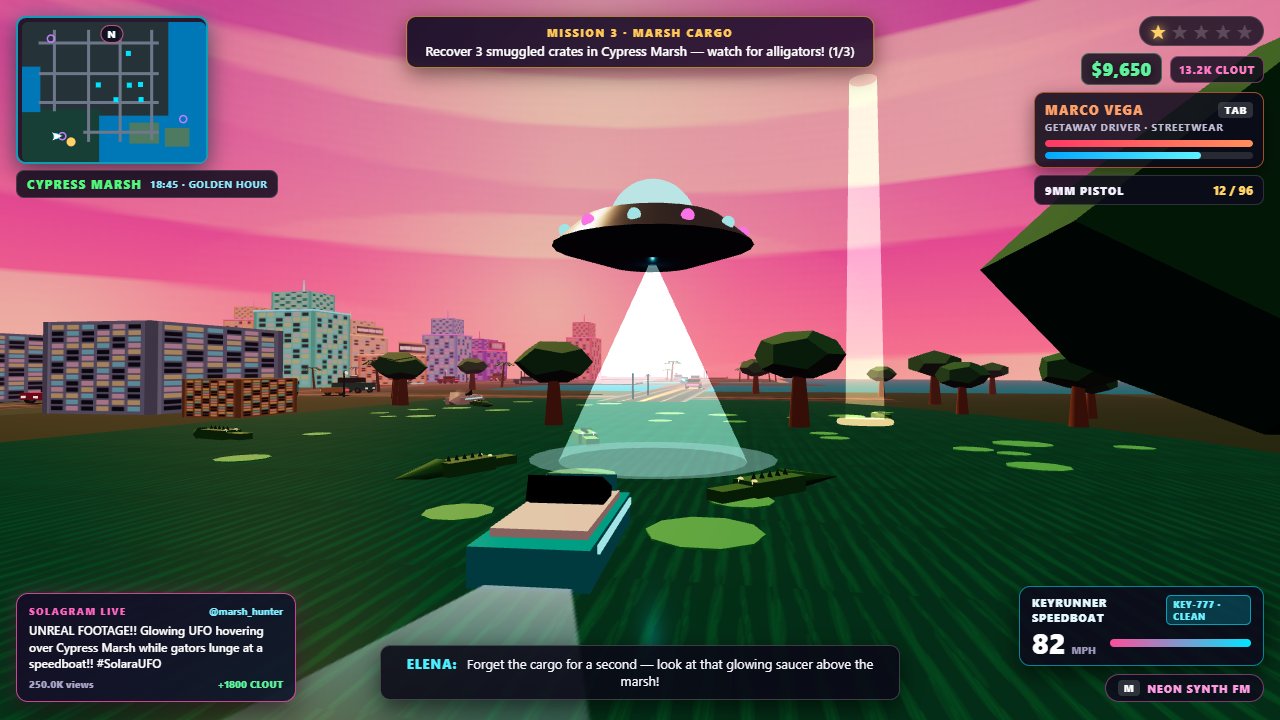 N
CYPRESS MARSH 18:45 · GOLDEN HOUR
MISSION 3 · MARSH CARGO
Recover 3 smuggled crates in Cypress Marsh — watch for alligators! (1/3)
$9,650
13.2K CLOUT
MARCO VEGA
TAB
GETAWAY DRIVER · STREETWEAR
9MM PISTOL
12 / 96
SOLAGRAM LIVE
@marsh_hunter
UNREAL FOOTAGE!! Glowing UFO hovering
over Cypress Marsh while gators lunge at a
speedboat!! #SolaraUFO
250.0K views
+1800 CLOUT
ELENA: Forget the cargo for a second — look at that glowing saucer above the
marsh!
KEYRUNNER
SPEEDBOAT
KEY-777 ·
CLEAN
82 MPH
M NEON SYNTH FM